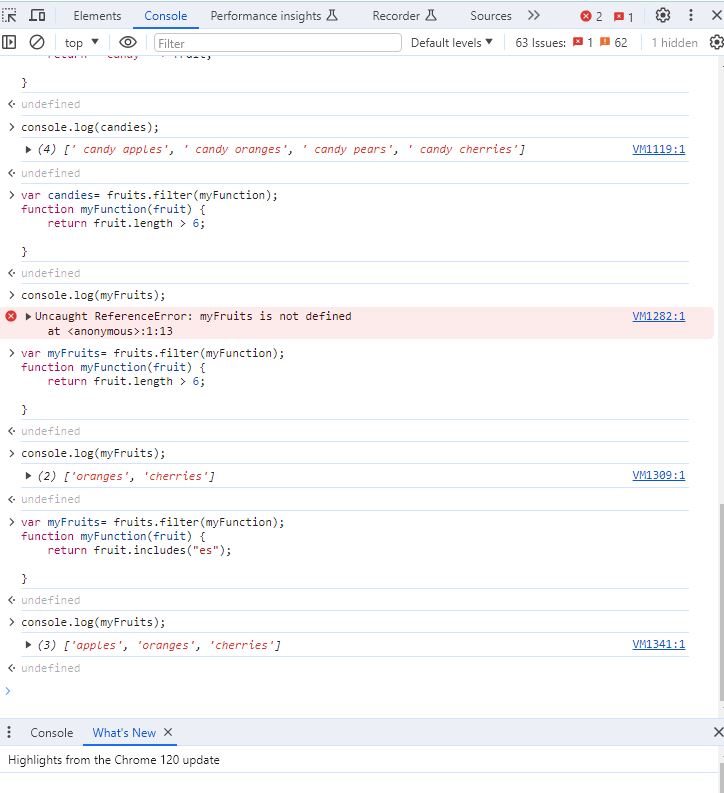 Elements Console Performance insights Recorder Sources 2 1
top Filter Default levels 63 Issues: 1 62 1 hidden
}
undefined
console.log(candies);
(4) [' candy apples', ' candy oranges', ' candy pears', ' candy cherries'] VM1119:1
undefined
var candies= fruits.filter(myFunction);
function myFunction(fruit) {
return fruit.length > 6;
}
undefined
console.log(myFruits);
Uncaught ReferenceError: myFruits is not defined VM1282:1
at <anonymous>:1:13
var myFruits= fruits.filter(myFunction);
function myFunction(fruit) {
return fruit.length > 6;
}
undefined
console.log(myFruits);
(2) ['oranges', 'cherries'] VM1309:1
undefined
var myFruits= fruits.filter(myFunction);
function myFunction(fruit) {
return fruit.includes("es");
}
undefined
console.log(myFruits);
(3) ['apples', 'oranges', 'cherries'] VM1341:1
undefined
Console What's New
Highlights from the Chrome 120 update